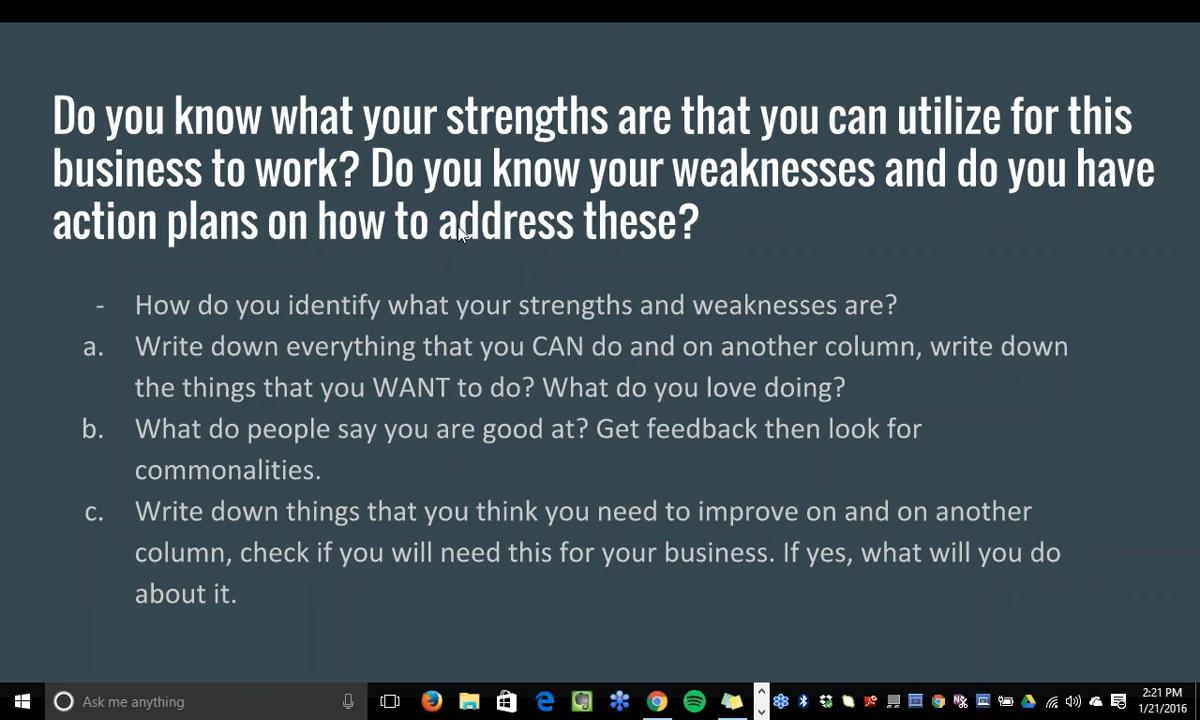 Do you know what your strengths are that you can utilize for this
business to work? Do you know your weaknesses and do you have
action plans on how to address these?
- How do you identify what your strengths and weaknesses are?
a. Write down everything that you CAN do and on another column, write down
the things that you WANT to do? What do you love doing?
b. What do people say you are good at? Get feedback then look for
commonalities.
c. Write down things that you think you need to improve on and on another
column, check if you will need this for your business. If yes, what will you do
about it.
Ask me anything
2:21 PM
1/21/2016